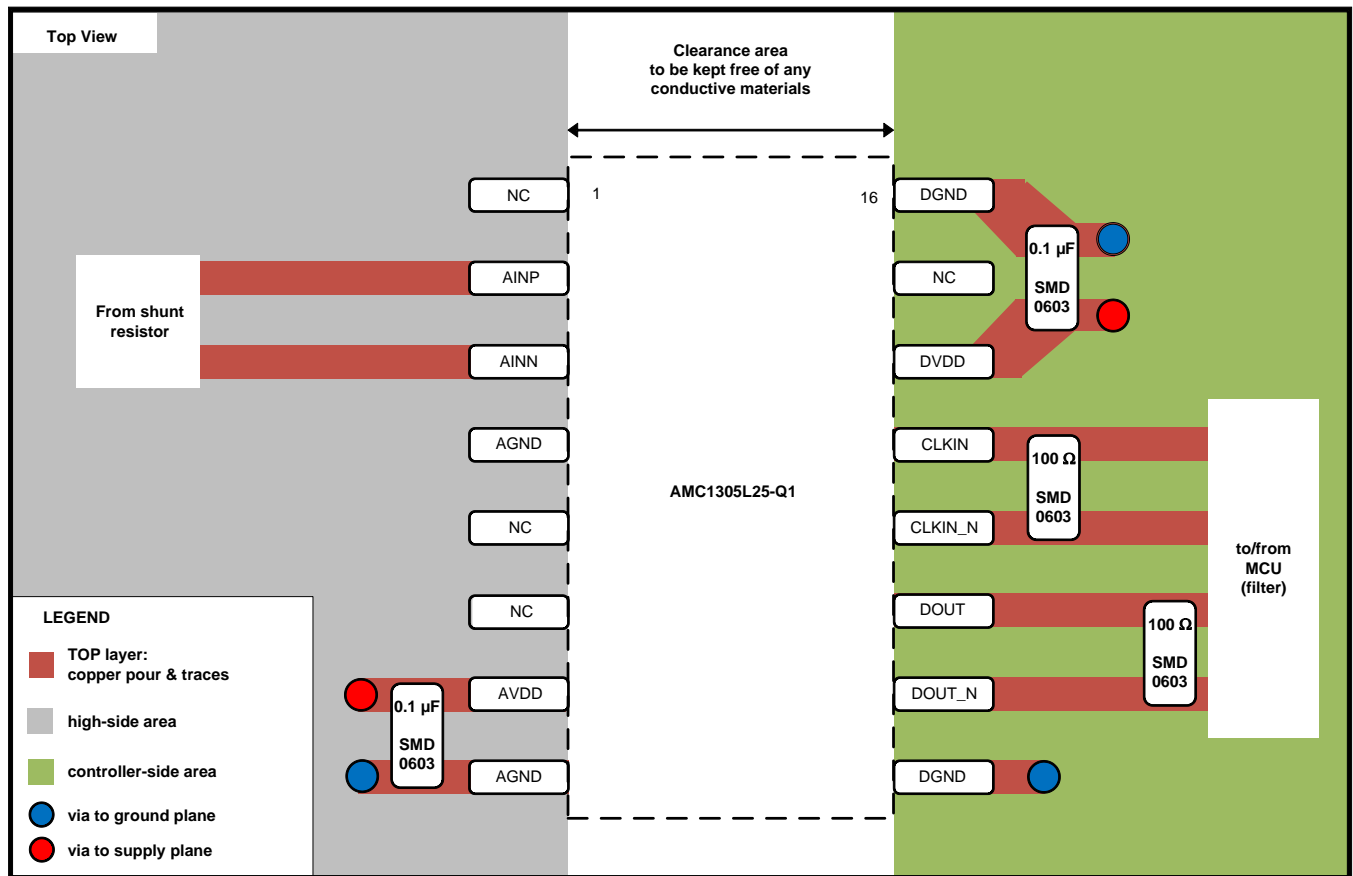 Top View
Clearance area
to be kept free of any
conductive materials
1
16
NC
AINP
AINN
AGND
NC
NC
AVDD
AGND
From shunt
resistor
0.1 µF
SMD
0603
AMC1305L25-Q1
DGND
NC
DVDD
CLKIN
CLKIN_N
DOUT
DOUT_N
DGND
0.1 µF
SMD
0603
100 Ω
SMD
0603
100 Ω
SMD
0603
to/from
MCU
(filter)
LEGEND
TOP layer:
copper pour & traces
high-side area
controller-side area
via to ground plane
via to supply plane